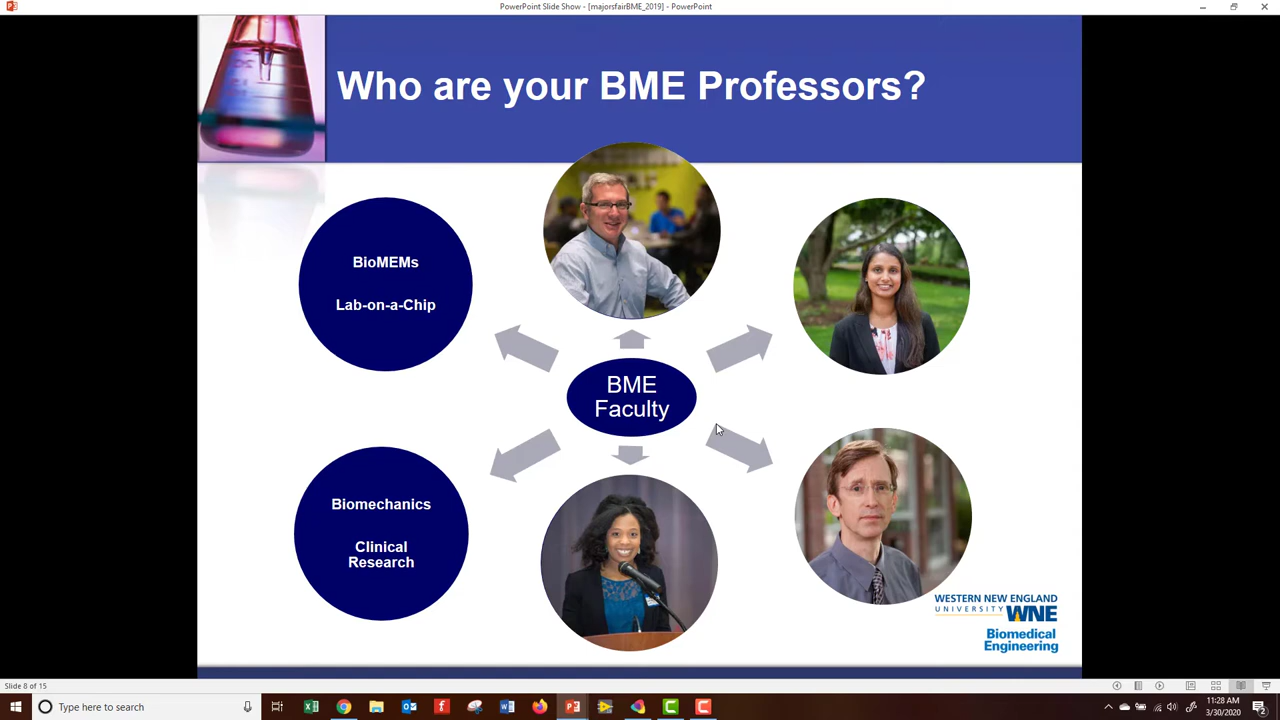 PowerPoint Slide Show - [majorsfairBME_2019] - PowerPoint
Who are your BME Professors?
BioMEMs
Lab-on-a-Chip
BME
Faculty
Biomechanics
Clinical
Research
WESTERN NEW ENGLAND
UNIVERSITY WNE
Biomedical
Engineering
Slide 8 of 15
Type here to search
11:28 AM
3/30/2020
2